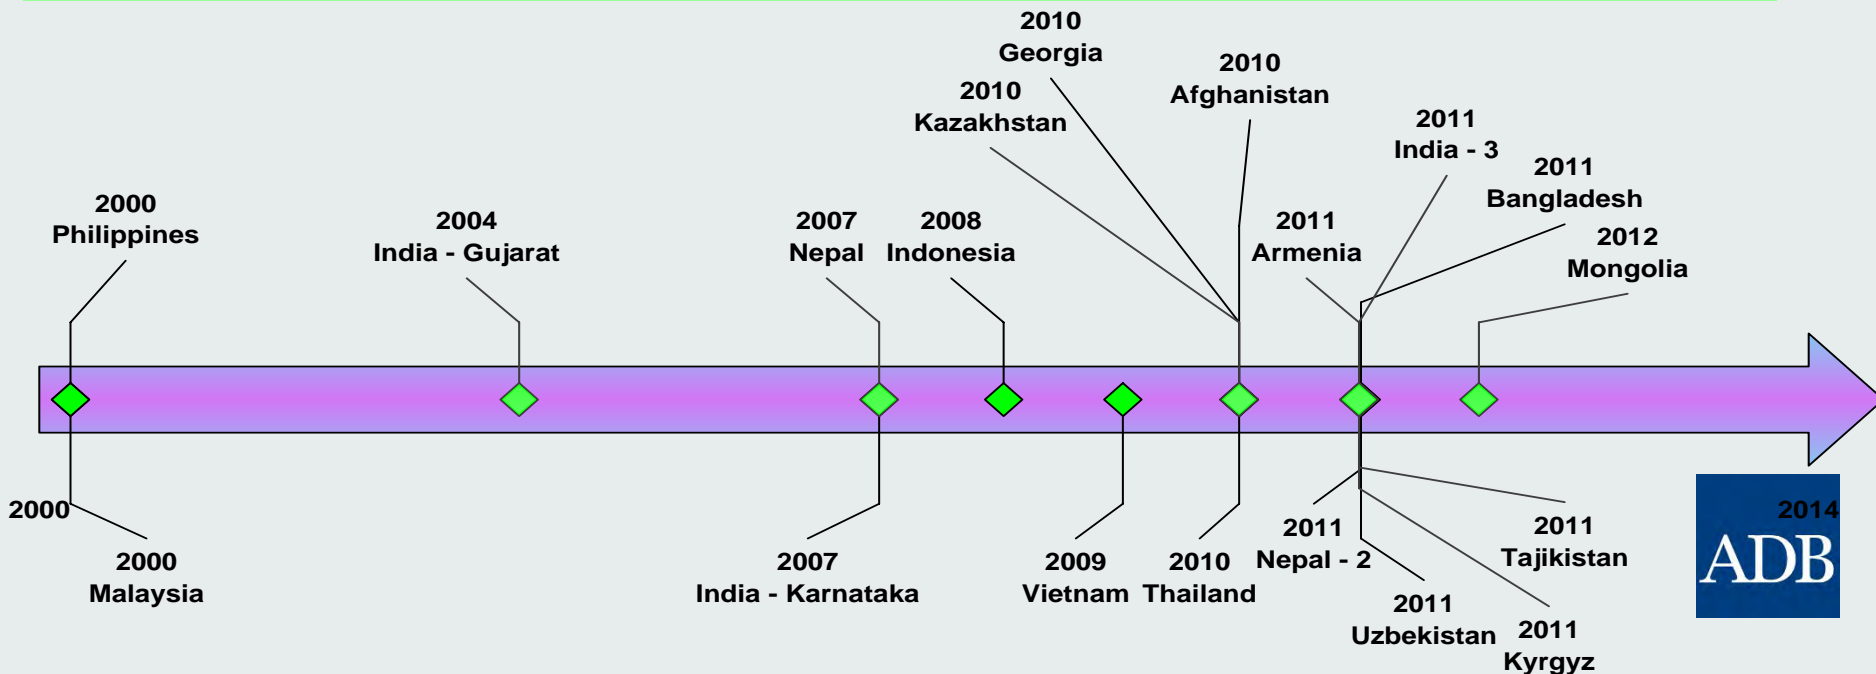 2010
Georgia
2010
Afghanistan
2010
Kazakhstan
2011
India - 3
2011
Bangladesh
2000
Philippines
2004
India - Gujarat
2007
Nepal
2008
Indonesia
2011
Armenia
2012
Mongolia
2000
2014
2000
Malaysia
2007
India - Karnataka
2009
Vietnam
2010
Thailand
2011
Nepal - 2
2011
Tajikistan
2011
Uzbekistan
2011
Kyrgyz
ADB